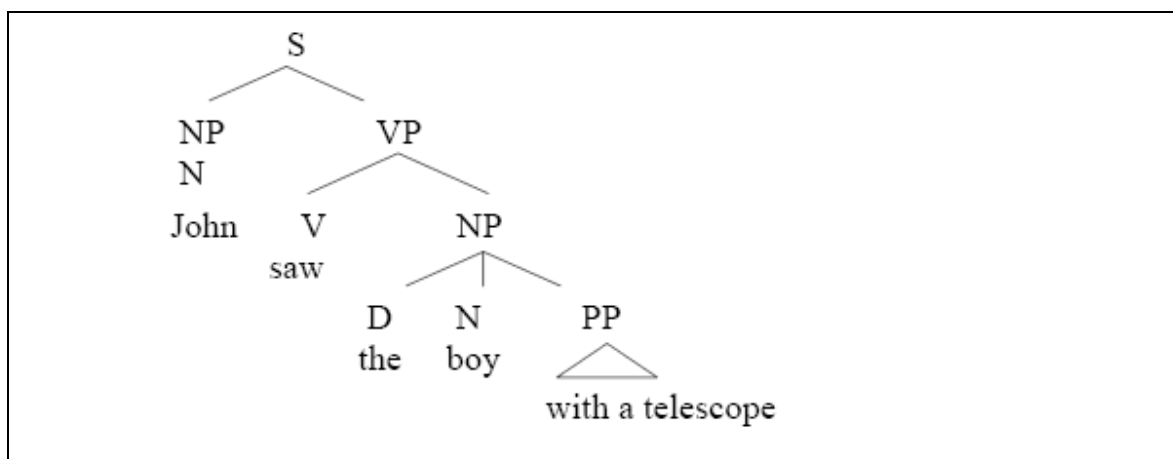 S
NP VP
N
John V NP
saw
D N PP
the boy
with a telescope